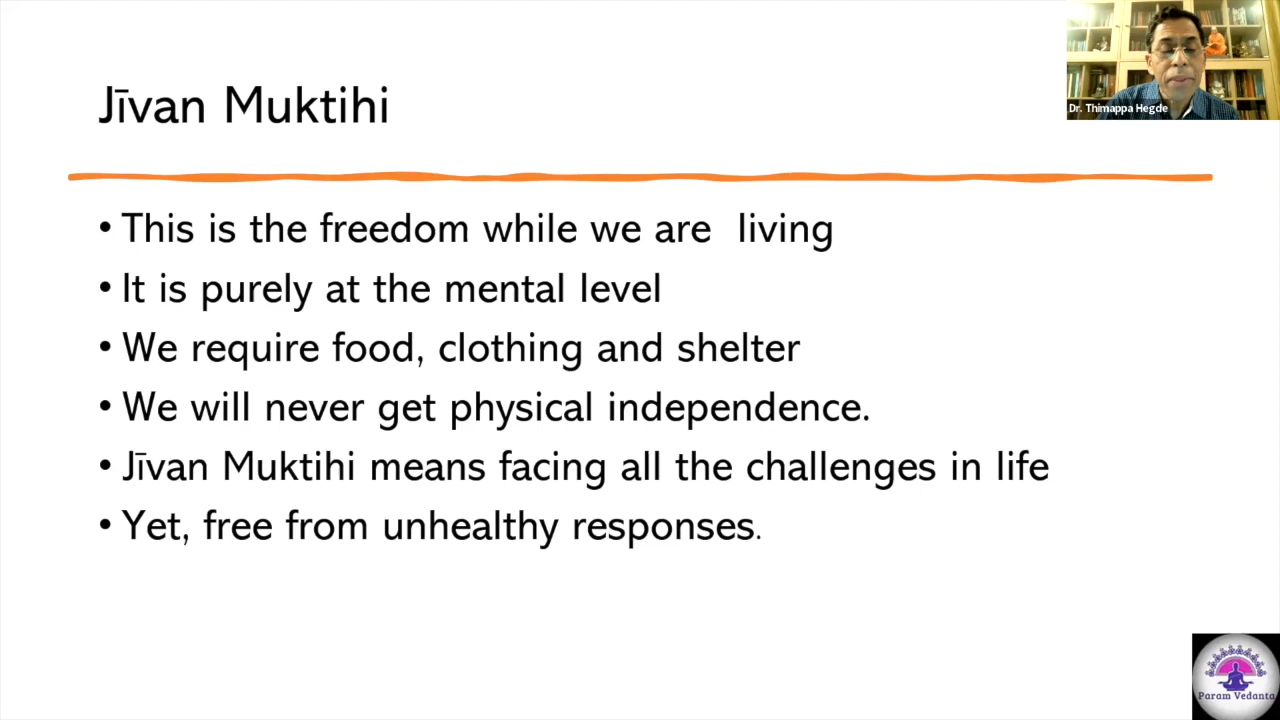 Jīvan Muktihi
Dr. Thimappa Hegde
• This is the freedom while we are  living
• It is purely at the mental level
• We require food, clothing and shelter
• We will never get physical independence.
• Jīvan Muktihi means facing all the challenges in life
• Yet, free from unhealthy responses.
Param Vedanta